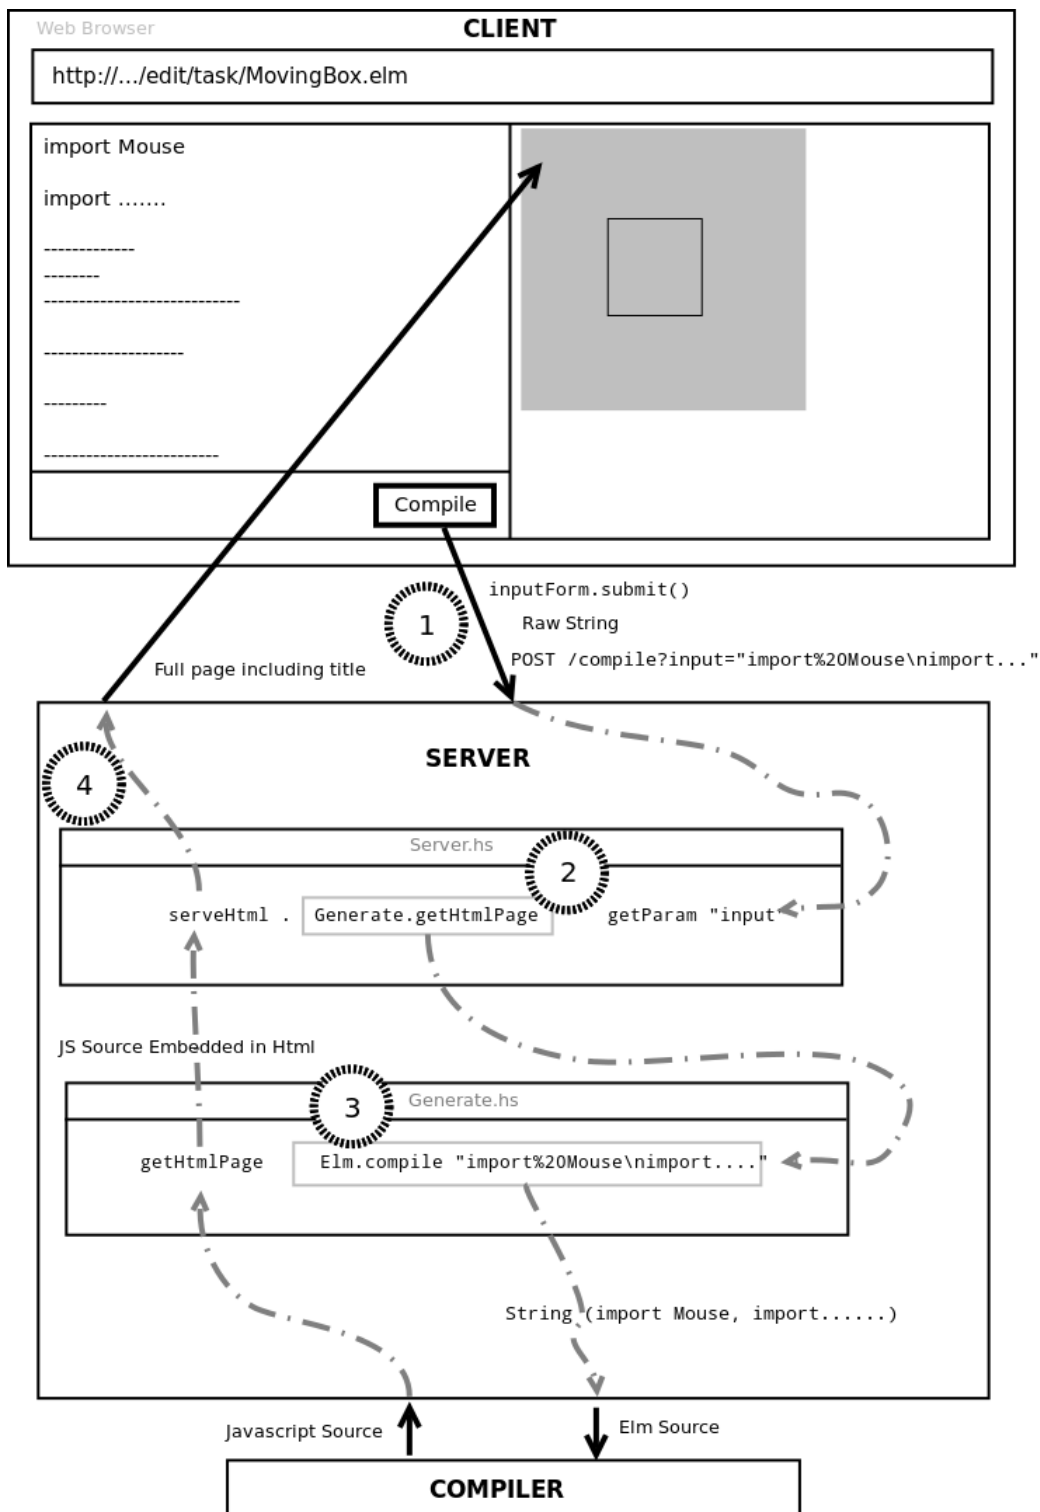 Web Browser
CLIENT
http://.../edit/task/MovingBox.elm
import Mouse
import .......
-------------
--------
----------------------------
--------------------
---------
-------------------------
Compile
1
inputForm.submit()
Raw String
POST /compile?input="import%20Mouse\nimport..."
Full page including title
4
SERVER
Server.hs
2
serveHtml . Generate.getHtmlPage getParam "input
JS Source Embedded in Html
3
Generate.hs
getHtmlPage Elm.compile "import%20Mouse\nimport...."
String (import Mouse, import......)
Javascript Source
Elm Source
COMPILER